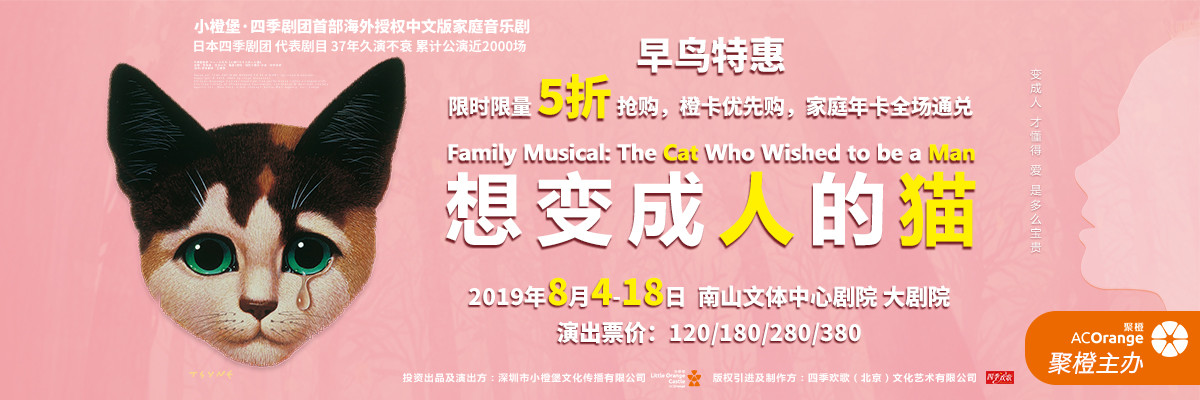 小橙堡·四季剧团首部海外授权中文版家庭音乐剧
日本四季剧团 代表剧目 37年久演不衰 累计公演近2000场
早鸟特惠
限时限量 5折 抢购，橙卡优先购，家庭年卡全场通兑
Family Musical: The Cat Who Wished to be a Man
想变成人的猫
2019年8月4-18日 南山文体中心剧院 大剧院
演出票价：120/180/280/380
投资出品及演出方：深圳市小橙堡文化传播有限公司
Little Orange
Castle
版权引进及制作方：四季欢歌（北京）文化艺术有限公司
四季欢歌
变成人 才懂得 爱 是多么宝贵
聚橙
ACOrange
聚橙主办